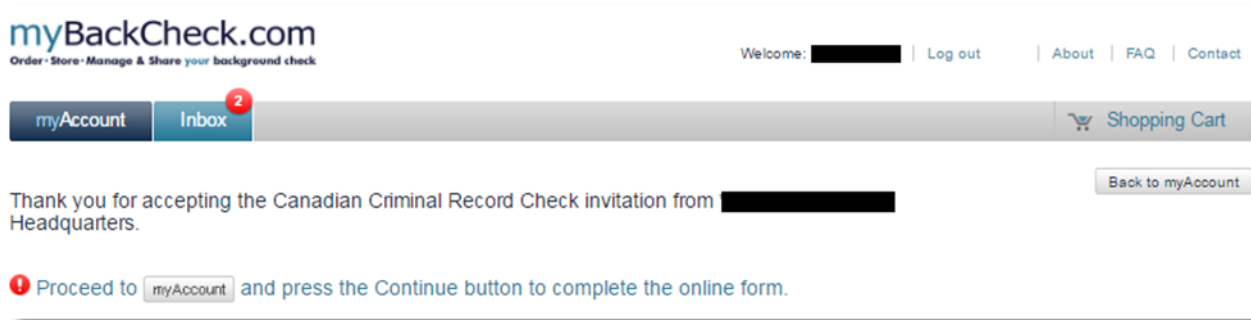 myBackCheck.com
Order·Store·Manage & Share your background check
Welcome: | Log out | About | FAQ | Contact
myAccount Inbox 2 Shopping Cart
Back to myAccount
Thank you for accepting the Canadian Criminal Record Check invitation from
Headquarters.
! Proceed to myAccount and press the Continue button to complete the online form.